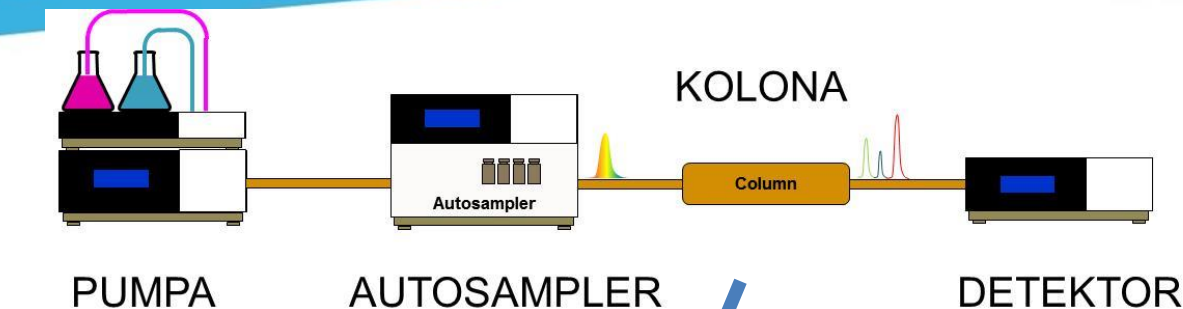 KOLONA
Autosampler
Column
PUMPA
AUTOSAMPLER
DETEKTOR